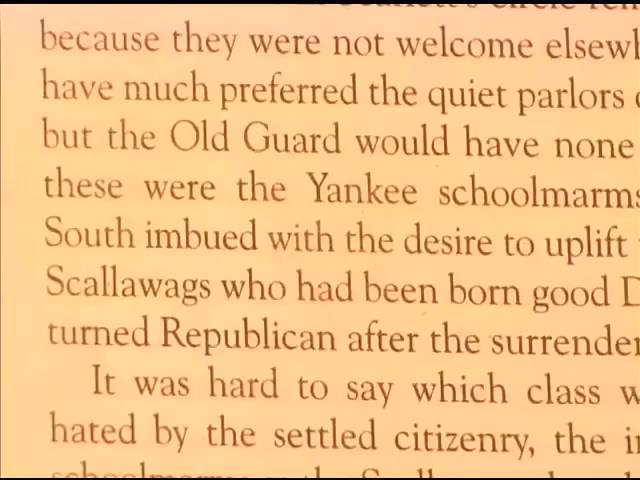 because they were not welcome
have much preferred the quiet parlors
but the Old Guard would have none
these were the Yankee schoolmarms
South imbued with the desire to uplift
Scallawags who had been born good
turned Republican after the surrender
It was hard to say which class
hated by the settled citizenry, the